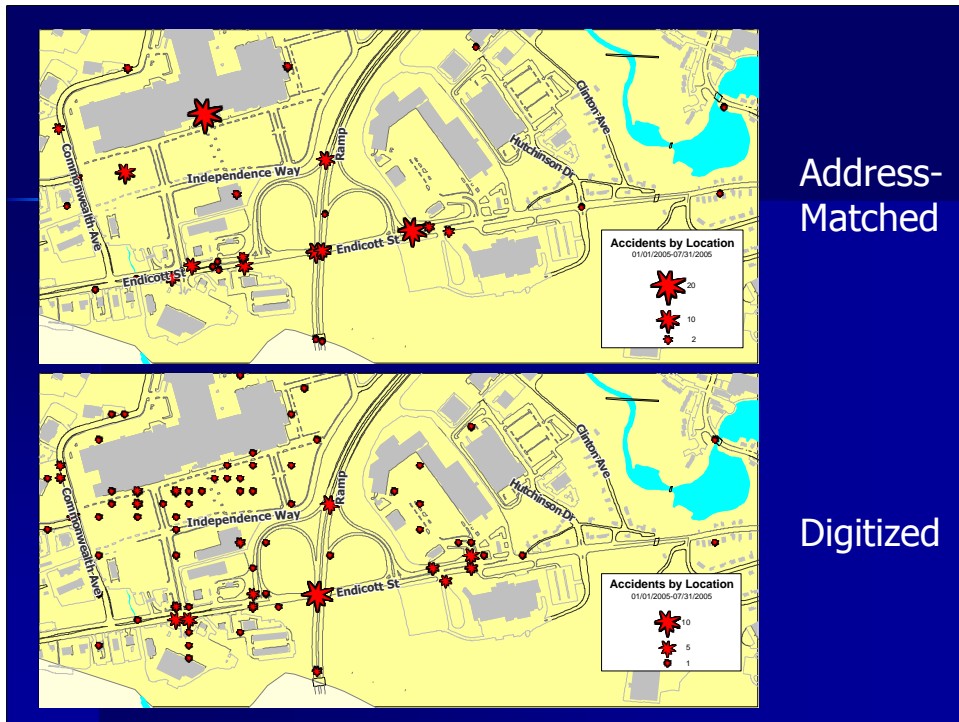 Address-
Matched
Clinton Ave
Hutchinson Dr
Ramp
Commonwealth Ave
Independence Way
Endicott St
Endicott St
Accidents by Location
01/01/2005-07/31/2005
20
10
2
Digitized
Clinton Ave
Hutchinson Dr
Ramp
Commonwealth Ave
Independence Way
Endicott St
Accidents by Location
01/01/2005-07/31/2005
10
5
1